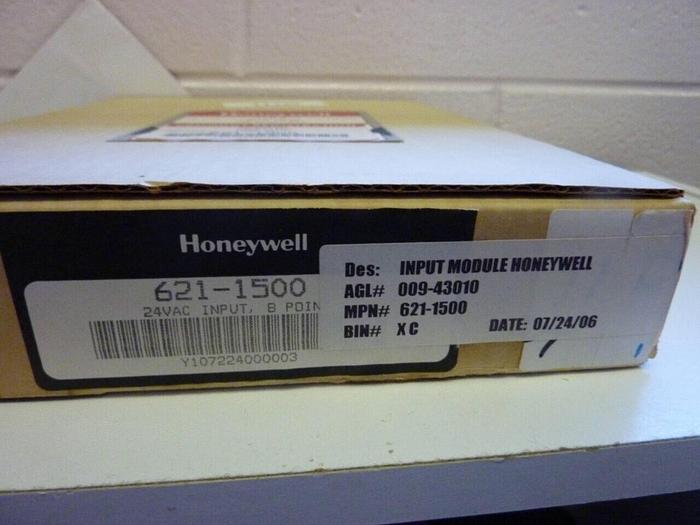 Honeywell
621-1500
24VAC INPUT, 8 POIN
Y107224000003
Des: INPUT MODULE HONEYWELL
AGL# 009-43010
MPN# 621-1500
BIN# X C DATE: 07/24/06